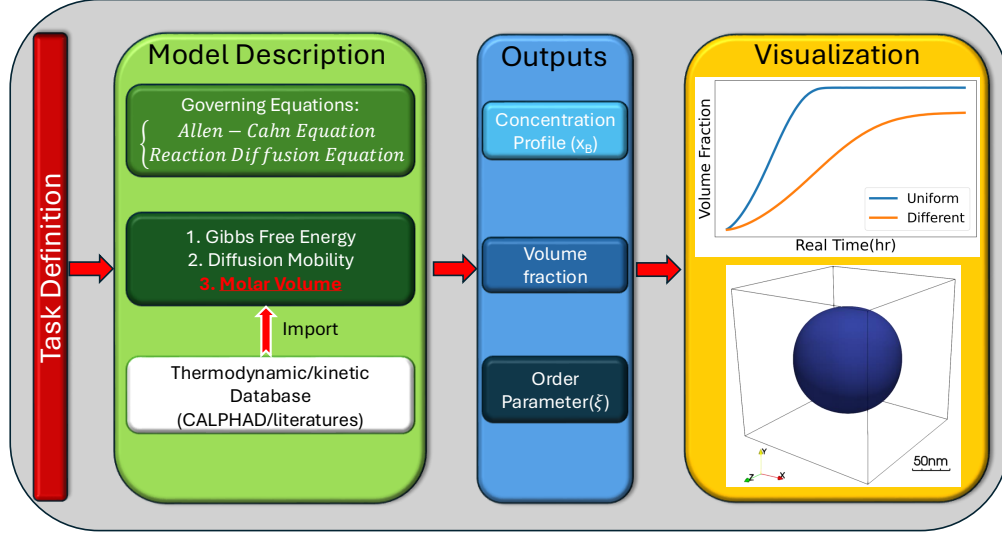 Task Definition
Model Description
Governing Equations:
Allen − Cahn Equation
Reaction Diffusion Equation
1. Gibbs Free Energy
2. Diffusion Mobility
3. Molar Volume
Import
Thermodynamic/kinetic
Database
(CALPHAD/literatures)
Outputs
Concentration
Profile (x_B)
Volume
fraction
Order
Parameter(ξ)
Visualization
Volume Fraction
Uniform
Different
Real Time(hr)
Y
Z
X
50nm